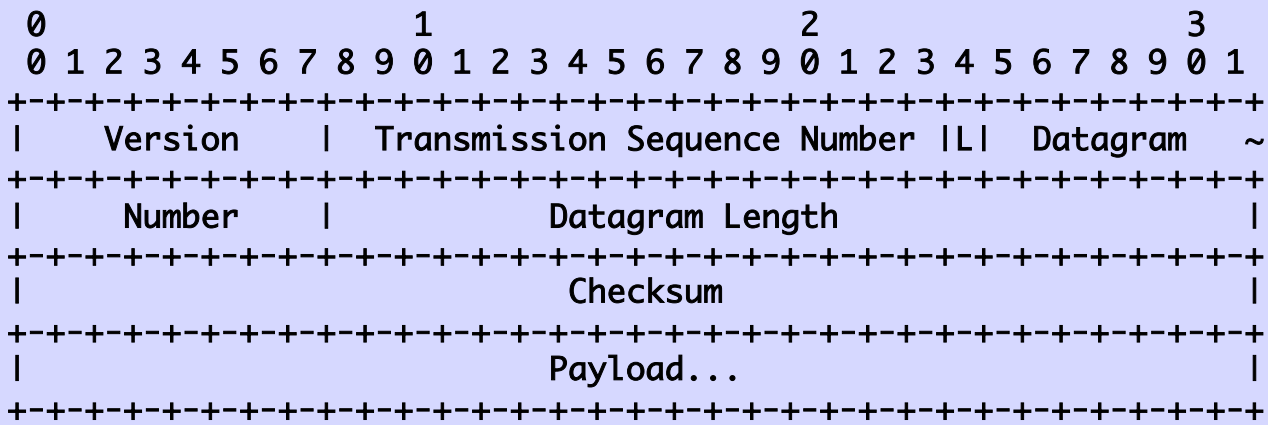 0                   1                   2                   3
 0 1 2 3 4 5 6 7 8 9 0 1 2 3 4 5 6 7 8 9 0 1 2 3 4 5 6 7 8 9 0 1
+-+-+-+-+-+-+-+-+-+-+-+-+-+-+-+-+-+-+-+-+-+-+-+-+-+-+-+-+-+-+-+-+
|    Version    |  Transmission Sequence Number |L|  Datagram   ~
+-+-+-+-+-+-+-+-+-+-+-+-+-+-+-+-+-+-+-+-+-+-+-+-+-+-+-+-+-+-+-+-+
|     Number    |           Datagram Length                     |
+-+-+-+-+-+-+-+-+-+-+-+-+-+-+-+-+-+-+-+-+-+-+-+-+-+-+-+-+-+-+-+-+
|                            Checksum                           |
+-+-+-+-+-+-+-+-+-+-+-+-+-+-+-+-+-+-+-+-+-+-+-+-+-+-+-+-+-+-+-+-+
|                           Payload...                          |
+-+-+-+-+-+-+-+-+-+-+-+-+-+-+-+-+-+-+-+-+-+-+-+-+-+-+-+-+-+-+-+-+